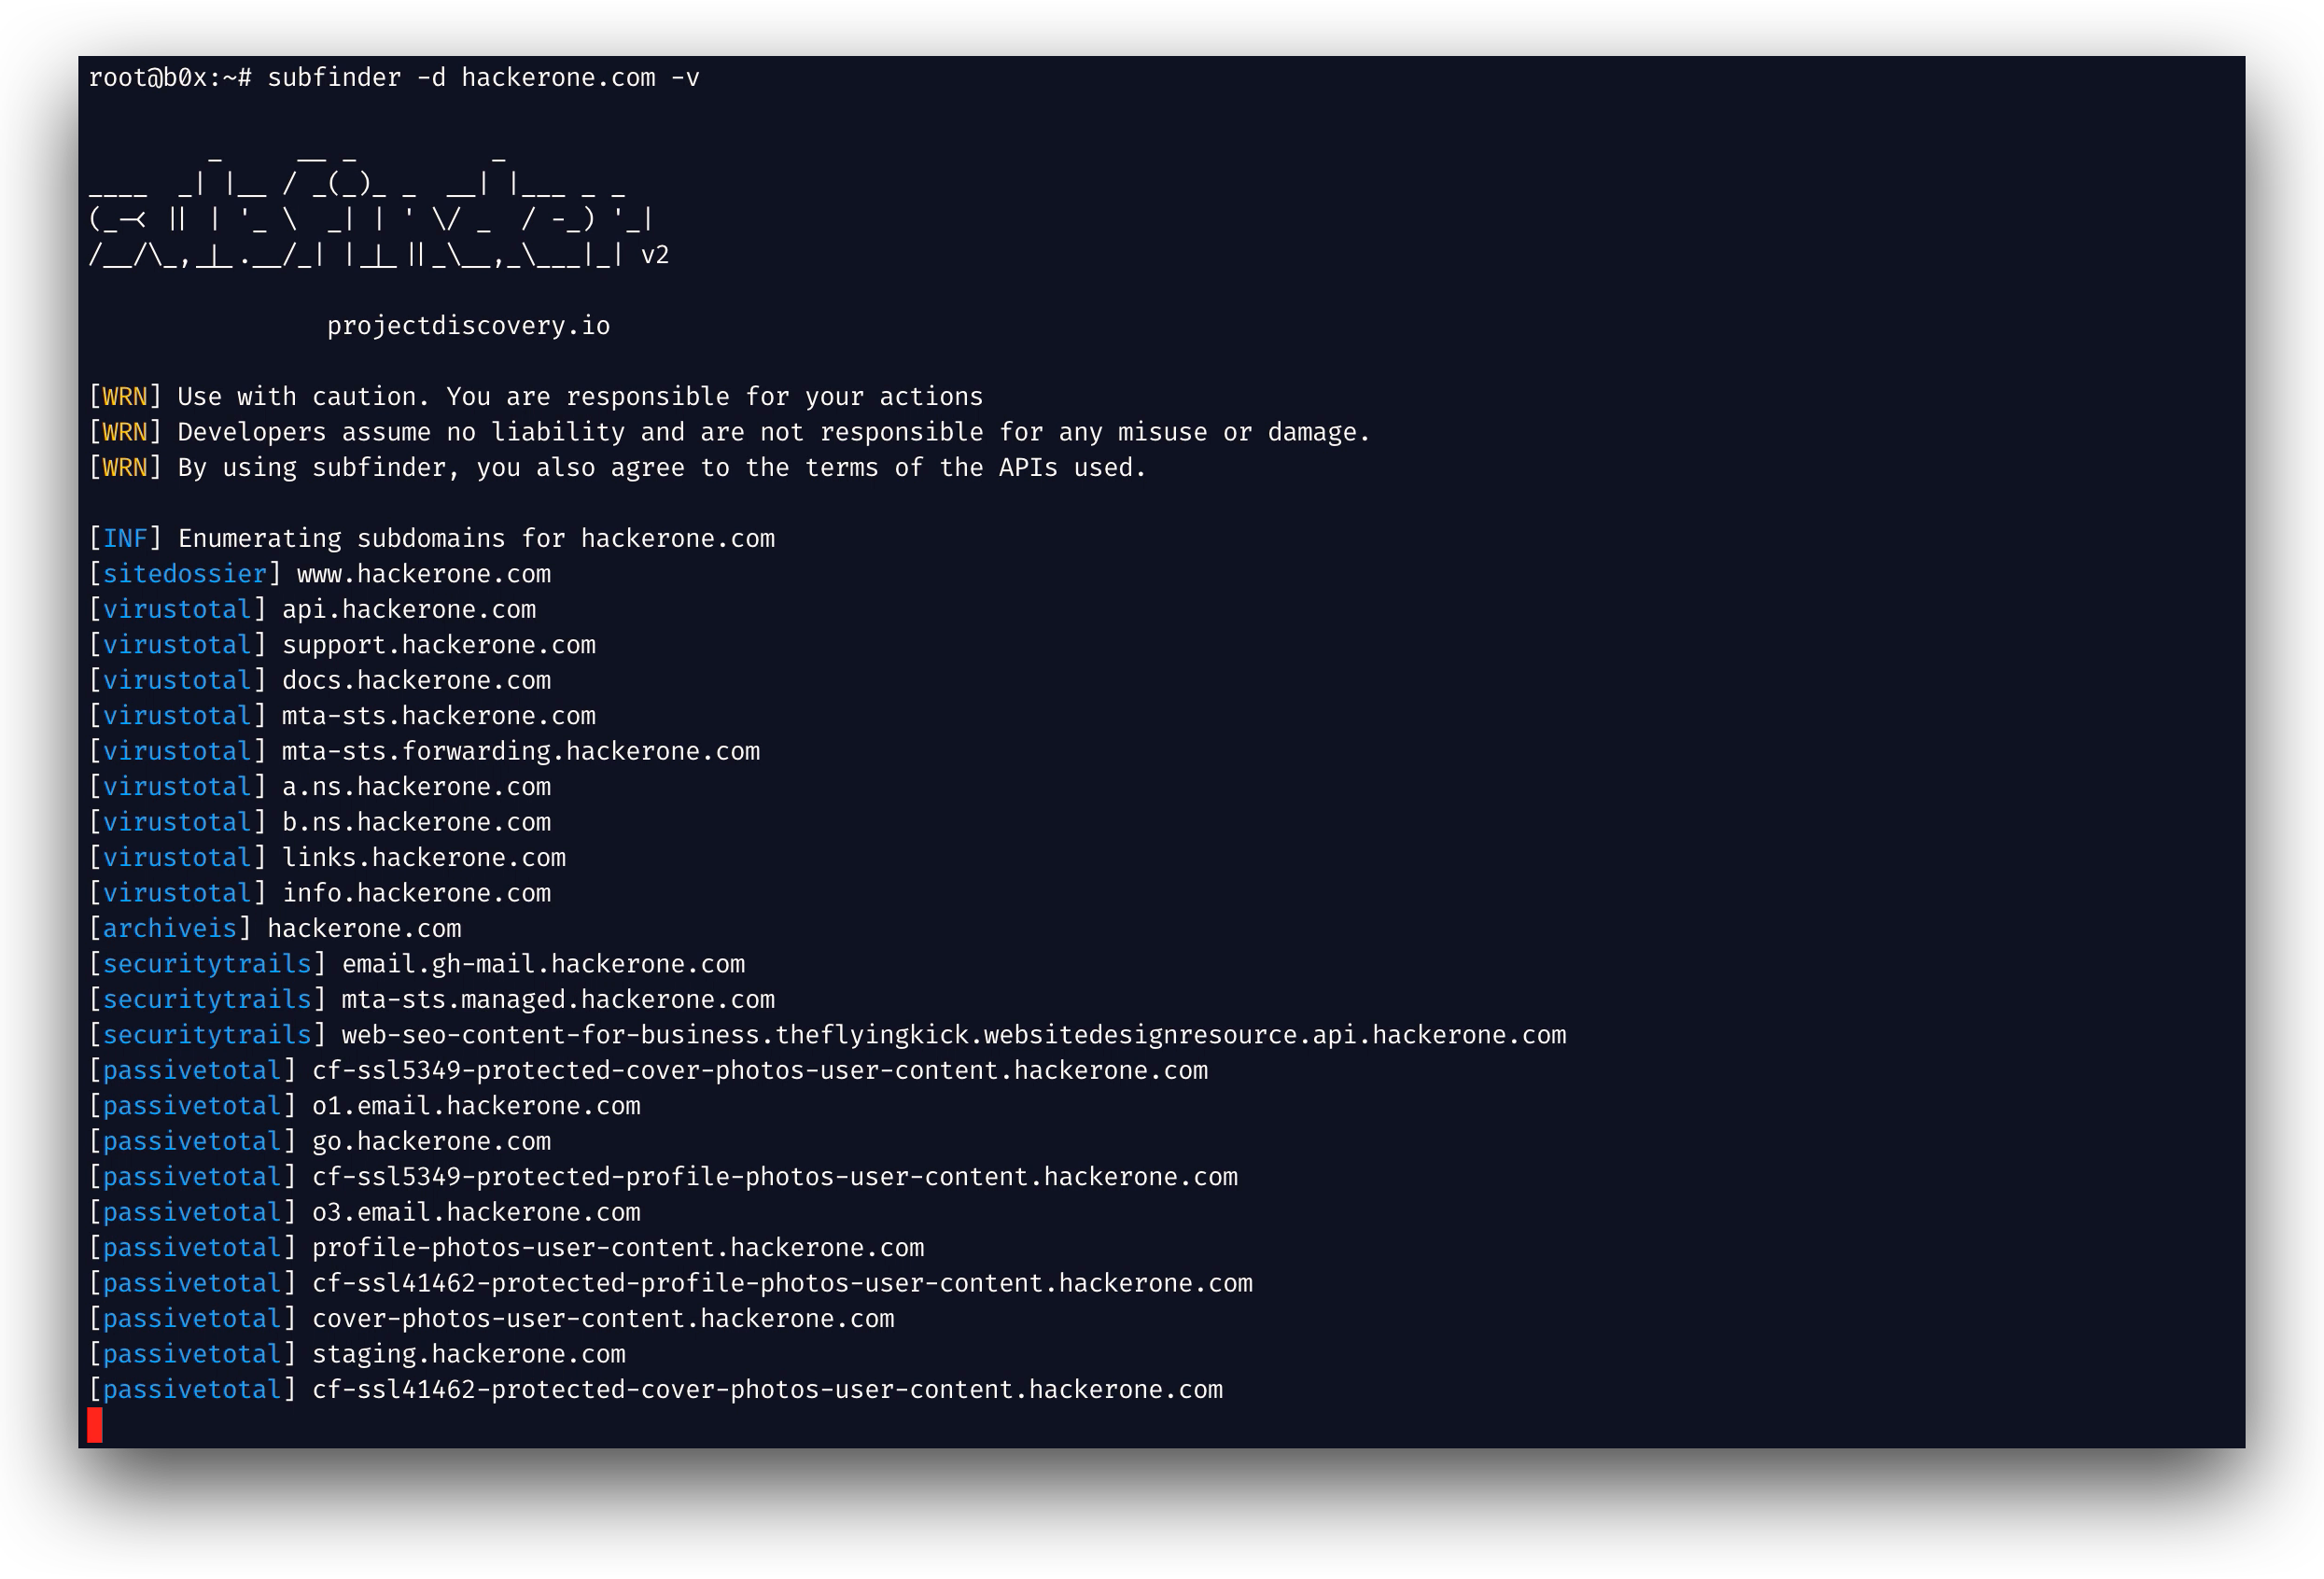 root@b0x:~# subfinder -d hackerone.com -v
        _     __ _         _
____  _| |__ / _(_)_ _  __| |___ _ _
(_-< || | '_ \  _| | ' \/ _  / -_) '_|
/__/\_,_|_.__/_| |_|_||_\__,_\___|_| v2
projectdiscovery.io
[WRN] Use with caution. You are responsible for your actions
[WRN] Developers assume no liability and are not responsible for any misuse or damage.
[WRN] By using subfinder, you also agree to the terms of the APIs used.
[INF] Enumerating subdomains for hackerone.com
[sitedossier] www.hackerone.com
[virustotal] api.hackerone.com
[virustotal] support.hackerone.com
[virustotal] docs.hackerone.com
[virustotal] mta-sts.hackerone.com
[virustotal] mta-sts.forwarding.hackerone.com
[virustotal] a.ns.hackerone.com
[virustotal] b.ns.hackerone.com
[virustotal] links.hackerone.com
[virustotal] info.hackerone.com
[archiveis] hackerone.com
[securitytrails] email.gh-mail.hackerone.com
[securitytrails] mta-sts.managed.hackerone.com
[securitytrails] web-seo-content-for-business.theflyingkick.websitedesignresource.api.hackerone.com
[passivetotal] cf-ssl5349-protected-cover-photos-user-content.hackerone.com
[passivetotal] o1.email.hackerone.com
[passivetotal] go.hackerone.com
[passivetotal] cf-ssl5349-protected-profile-photos-user-content.hackerone.com
[passivetotal] o3.email.hackerone.com
[passivetotal] profile-photos-user-content.hackerone.com
[passivetotal] cf-ssl41462-protected-profile-photos-user-content.hackerone.com
[passivetotal] cover-photos-user-content.hackerone.com
[passivetotal] staging.hackerone.com
[passivetotal] cf-ssl41462-protected-cover-photos-user-content.hackerone.com